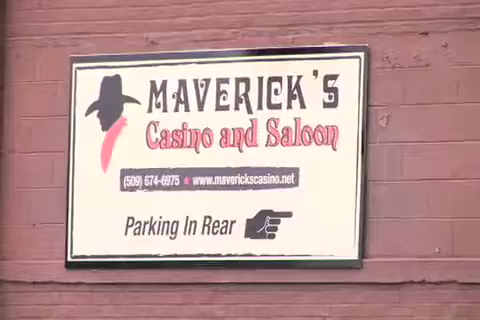 MAVERICK'S
Casino and Saloon
(509) 674-6975 ★ www.maverickscasino.net
Parking In Rear